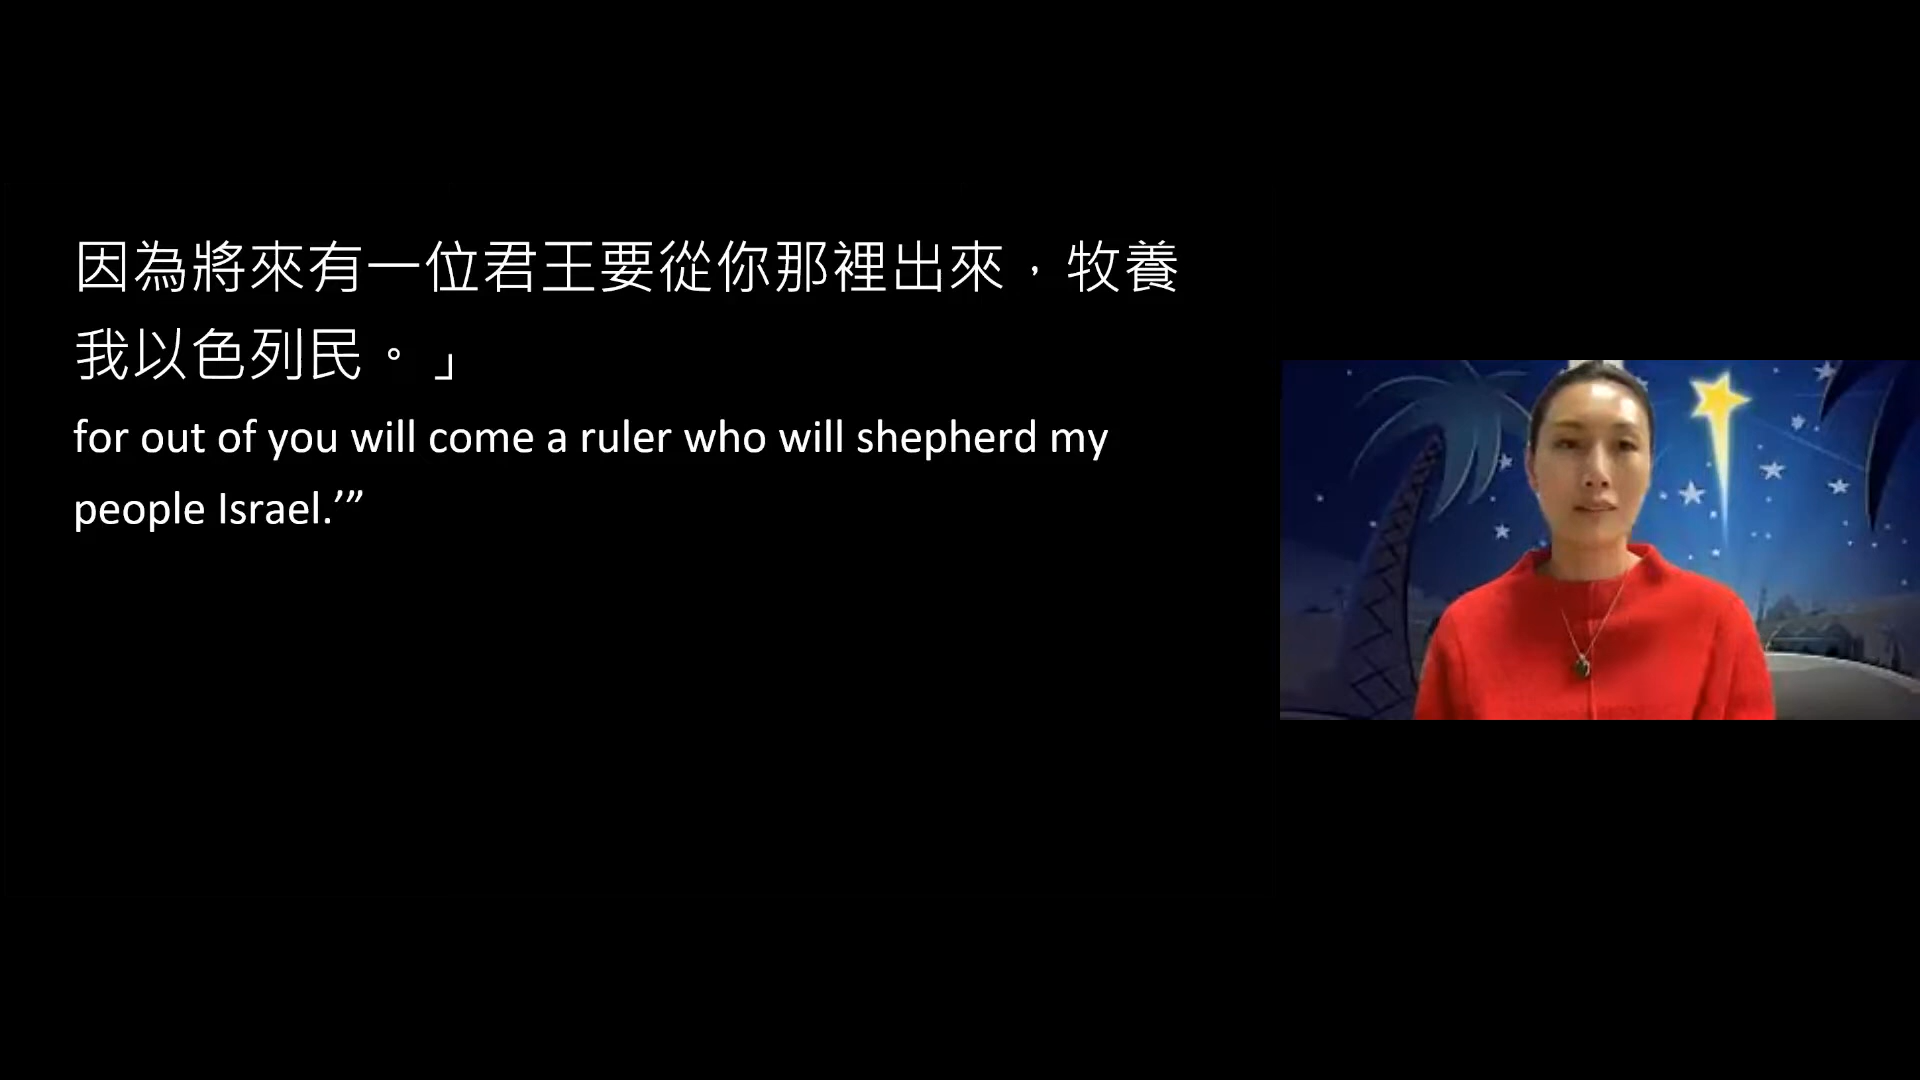 因為將來有一位君王要從你那裡出來，牧養
我以色列民。」
for out of you will come a ruler who will shepherd my
people Israel.’”